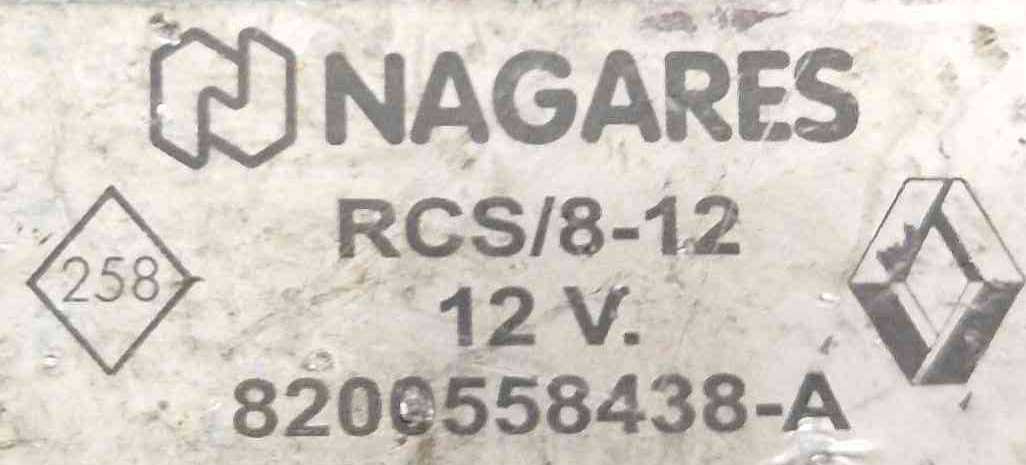 NAGARES
RCS/8-12
258
12 V.
8200558438-A